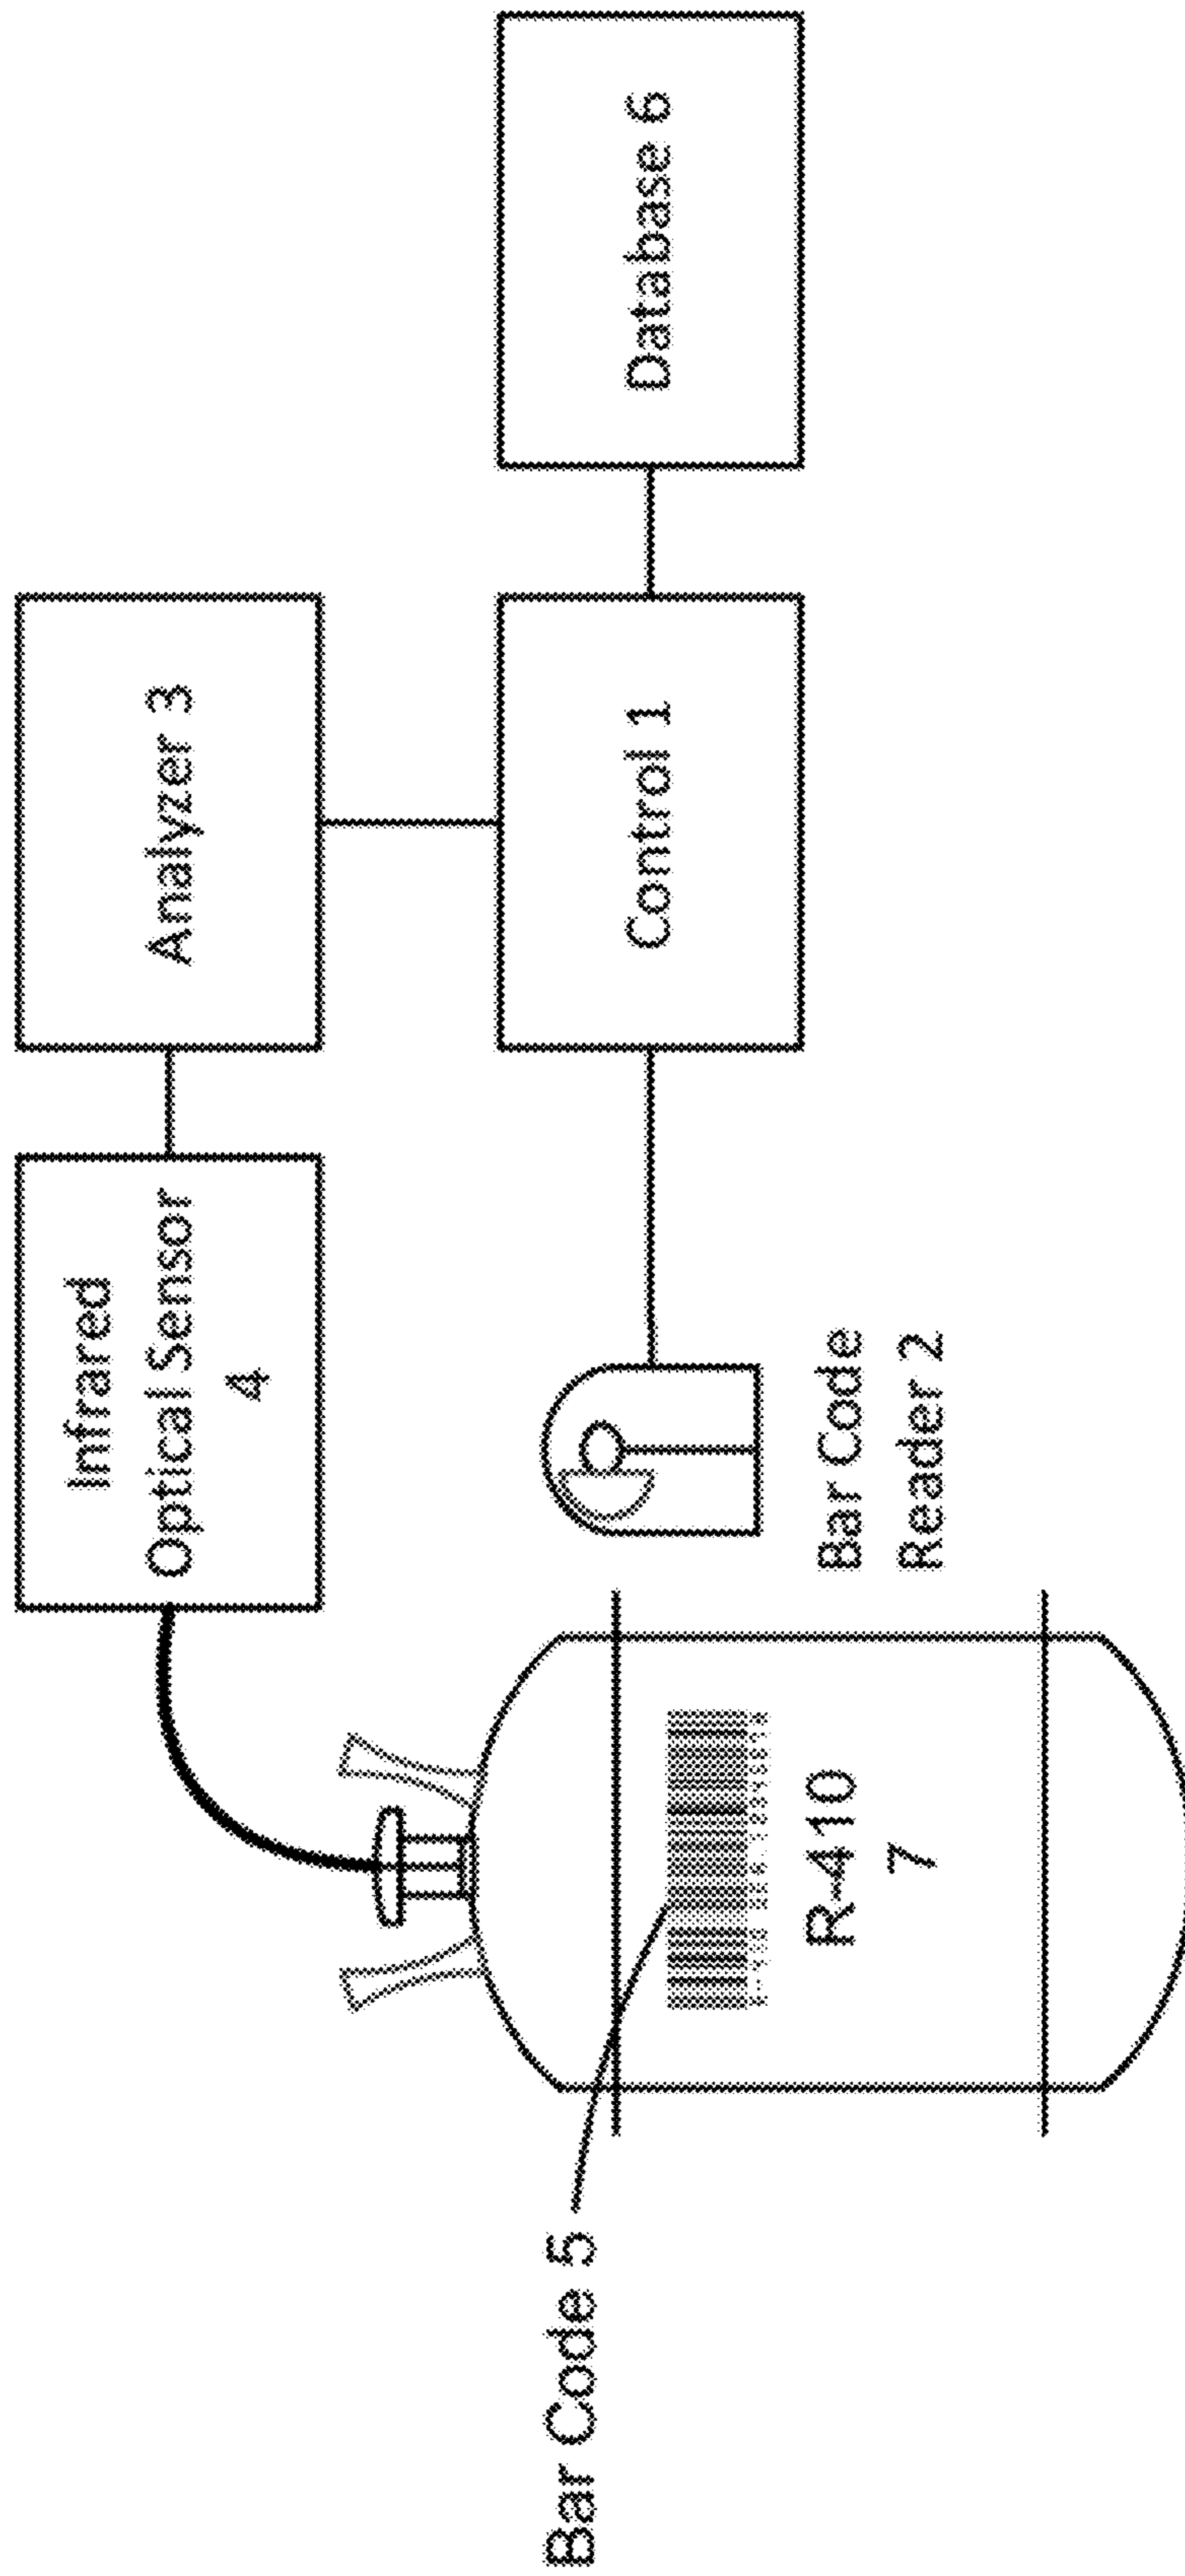 Infrared
Optical Sensor
4
Analyzer 3
Bar Code 5
R-410
7
Bar Code
Reader 2
Control 1
Database 6